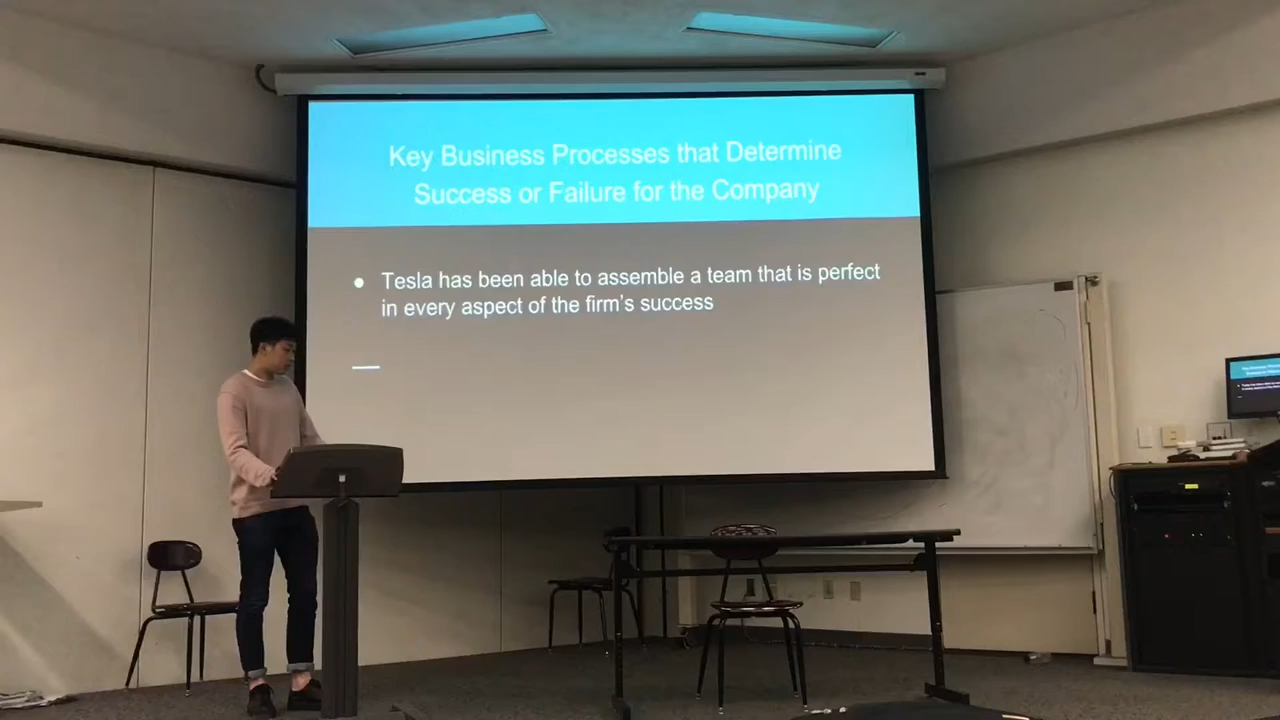 Key Business Processes that Determine
Success or Failure for the Company
● Tesla has been able to assemble a team that is perfect
in every aspect of the firm's success